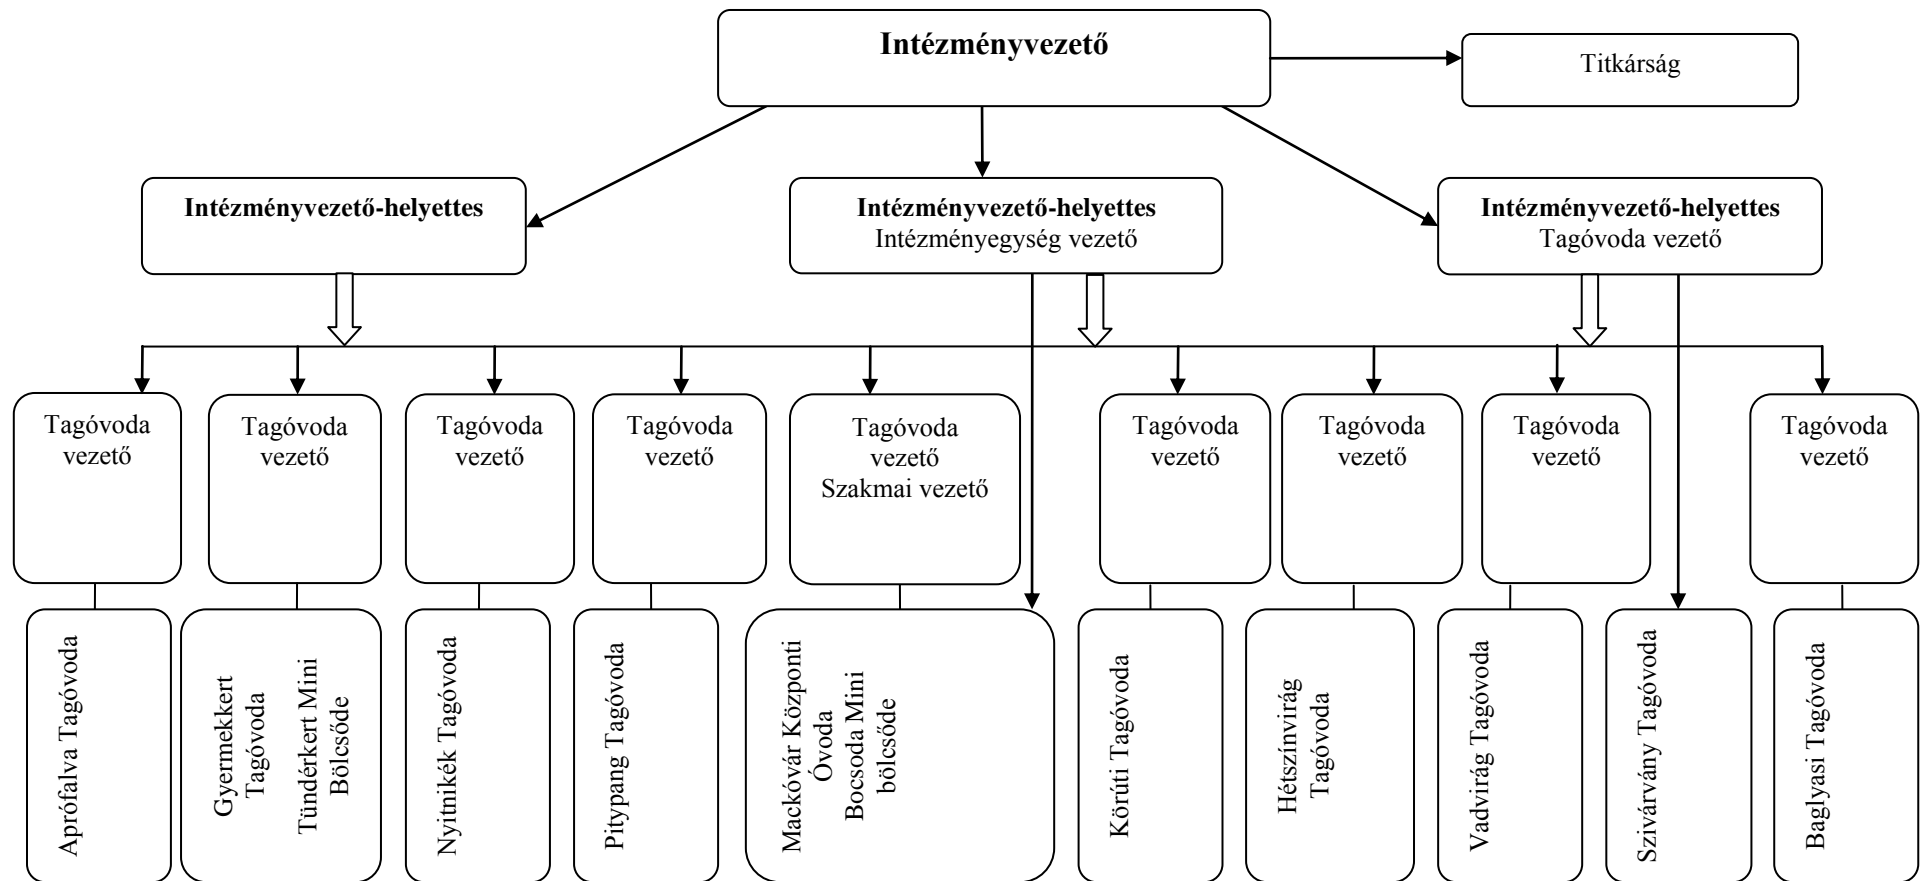 Intézményvezető
Titkárság
Intézményvezető-helyettes
Intézményvezető-helyettes
Intézményegység vezető
Intézményvezető-helyettes
Tagóvoda vezető
Tagóvoda
vezető
Tagóvoda
vezető
Tagóvoda
vezető
Tagóvoda
vezető
Tagóvoda
vezető
Szakmai vezető
Tagóvoda
vezető
Tagóvoda
vezető
Tagóvoda
vezető
Tagóvoda
vezető
Aprófalva Tagóvoda
Gyermekkert
Tagóvoda
Tündérkert Mini
Bölcsőde
Nyitnikék Tagóvoda
Pitypang Tagóvoda
Mackóvár Központi
Óvoda
Bocsoda Mini
bölcsőde
Körúti Tagóvoda
Hétszínvirág
Tagóvoda
Vadvirág Tagóvoda
Szivárvány Tagóvoda
Baglyasi Tagóvoda